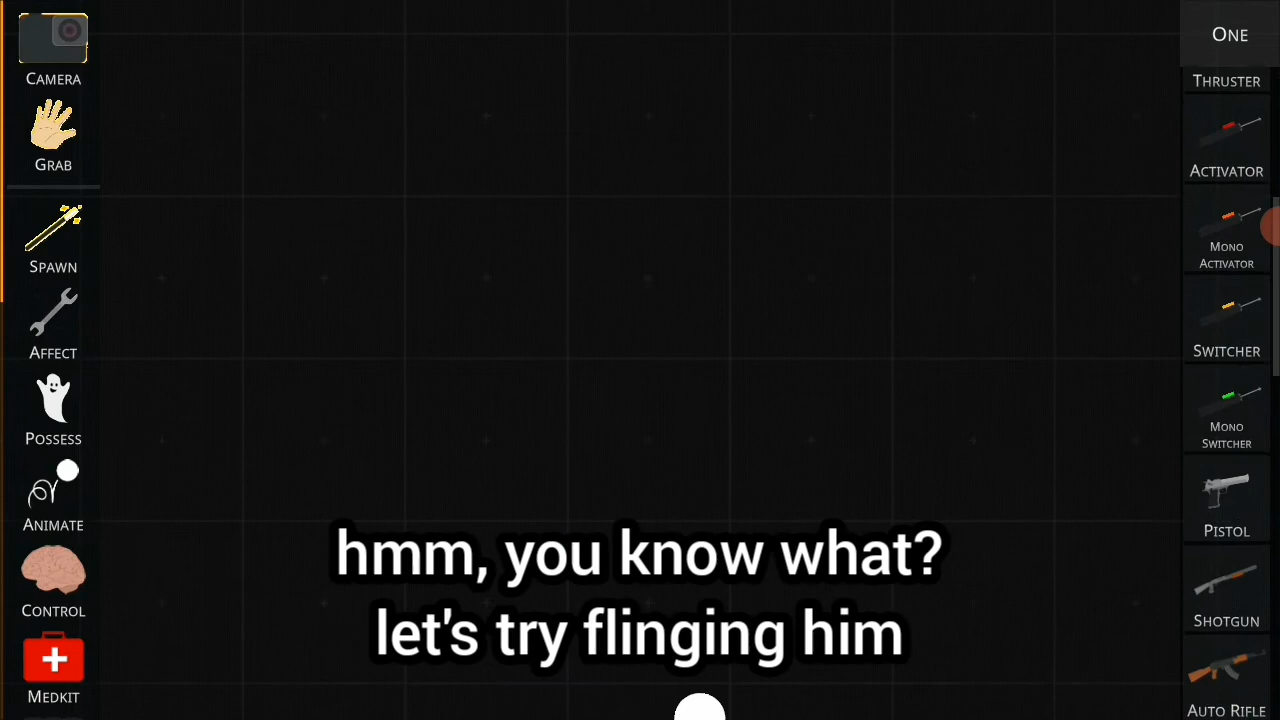 CAMERA
GRAB
SPAWN
AFFECT
POSSESS
ANIMATE
CONTROL
MEDKIT
hmm, you know what?
let's try flinging him
ONE
THRUSTER
ACTIVATOR
MONO
ACTIVATOR
SWITCHER
MONO
SWITCHER
PISTOL
SHOTGUN
AUTO RIFLE